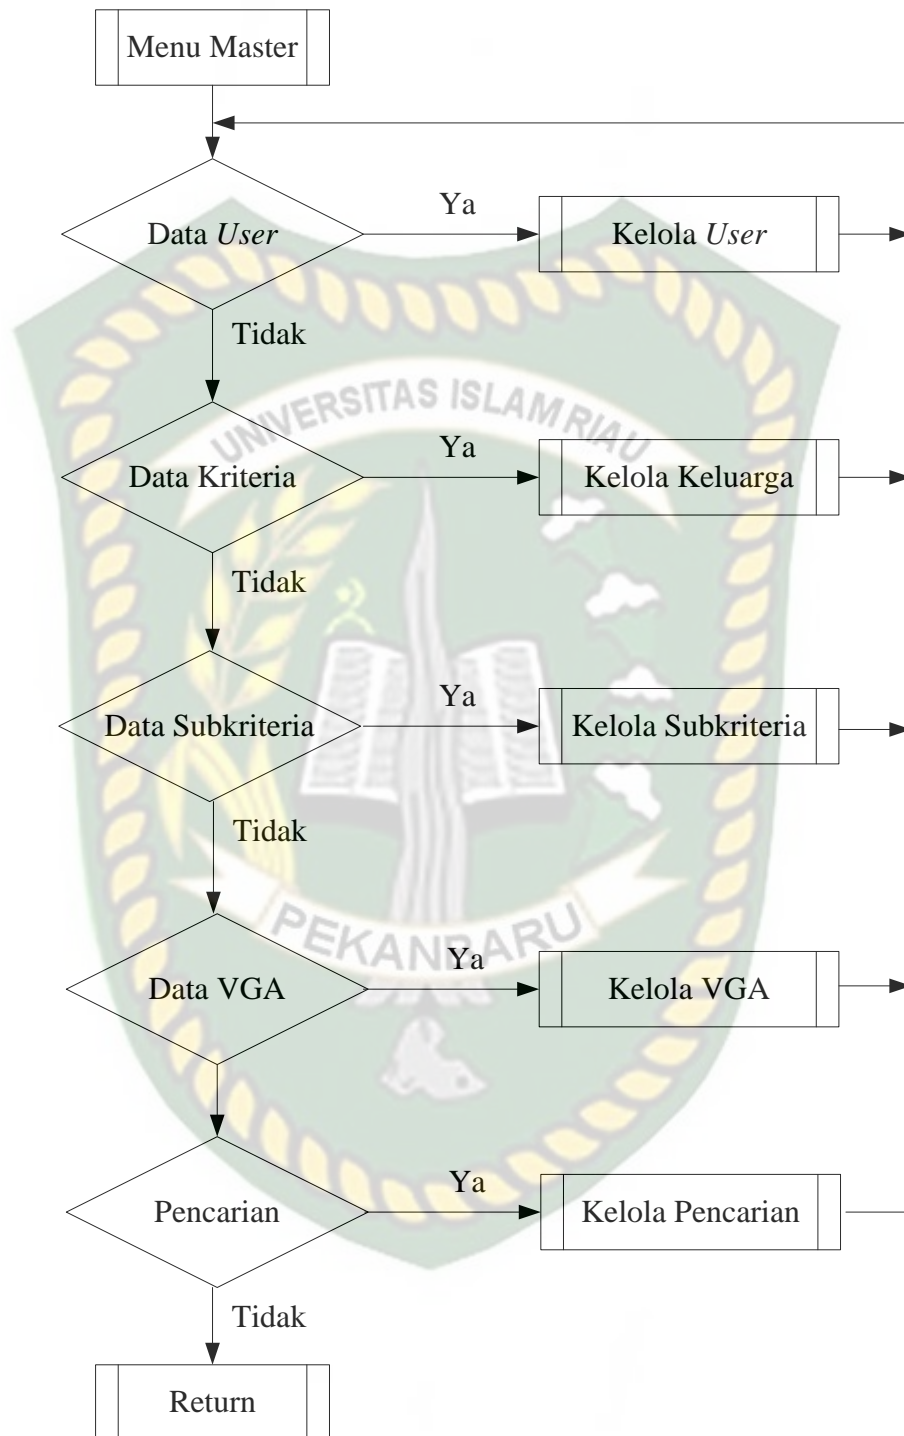 Menu Master
Data User
Ya
Kelola User
Tidak
UNIVERSITAS ISLAM RIAU
Data Kriteria
Ya
Kelola Keluarga
Tidak
Data Subkriteria
Ya
Kelola Subkriteria
Tidak
PEKANBARU
Data VGA
Ya
Kelola VGA
Pencarian
Ya
Kelola Pencarian
Tidak
Return